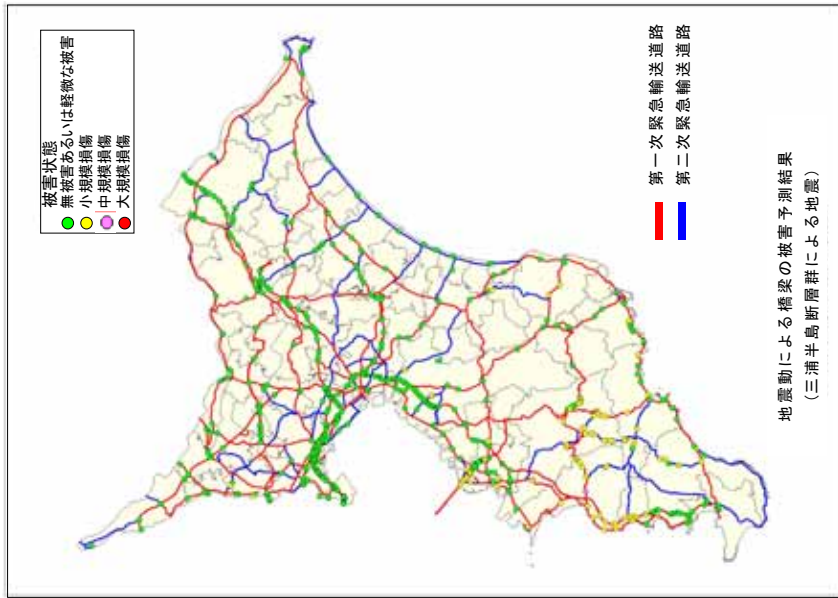 被害状態
無被害あるいは軽微な被害
小規模損傷
中規模損傷
大規模損傷
第一次緊急輸送道路
第二次緊急輸送道路
地震動による橋梁の被害予測結果
（三浦半島断層群による地震）